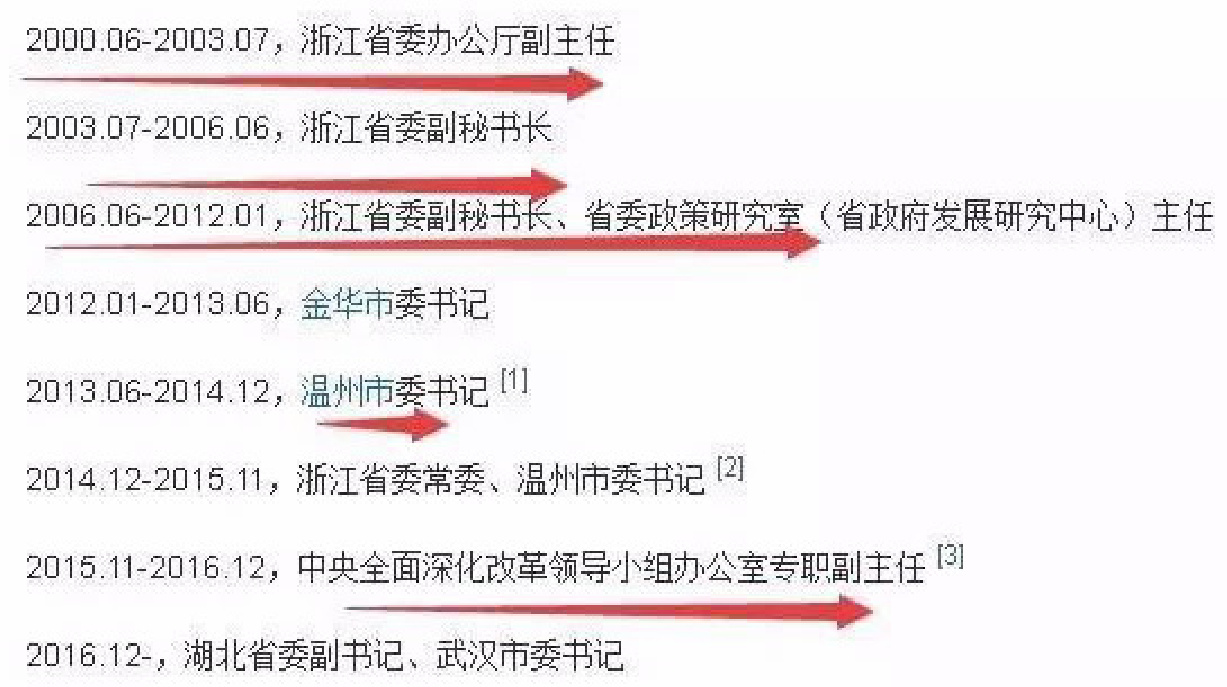 2000.06-2003.07，浙江省委办公厅副主任
2003.07-2006.06，浙江省委副秘书长
2006.06-2012.01，浙江省委副秘书长、省委政策研究室（省政府发展研究中心）主任
2012.01-2013.06，金华市委书记
2013.06-2014.12，温州市委书记 [1]
2014.12-2015.11，浙江省委常委、温州市委书记 [2]
2015.11-2016.12，中央全面深化改革领导小组办公室专职副主任 [3]
2016.12-，湖北省委副书记、武汉市委书记